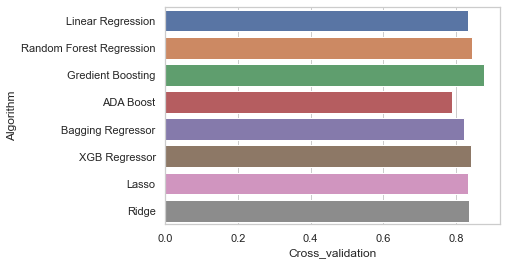 Algorithm
Linear Regression
Random Forest Regression
Gredient Boosting
ADA Boost
Bagging Regressor
XGB Regressor
Lasso
Ridge
0.0 0.2 0.4 0.6 0.8
Cross_validation